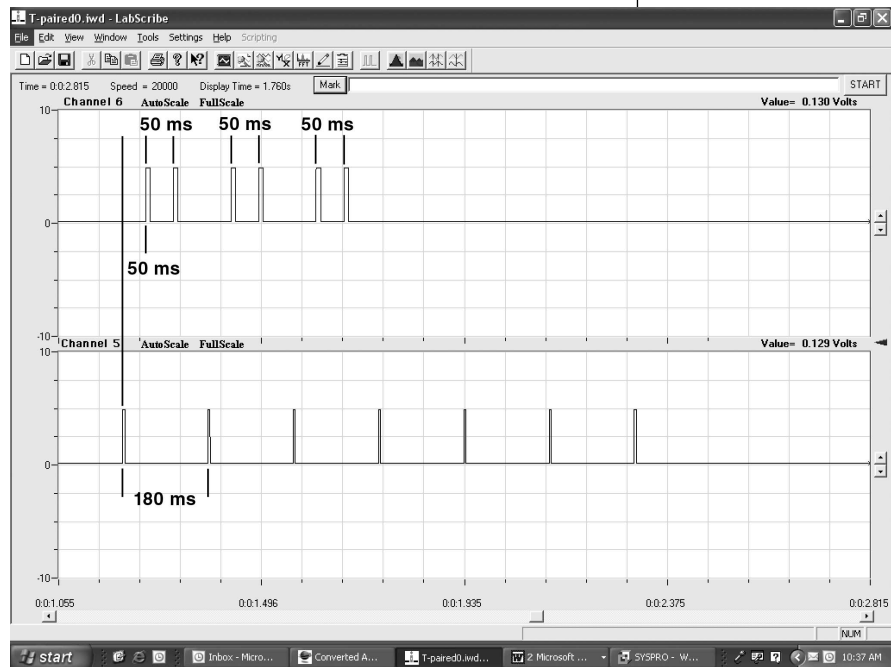 T-paired0.iwd - LabScribe
File Edit View Window Tools Settings Help Scripting
Time = 0:0:2.815 Speed = 20000 Display Time = 1.760s Mark START
Channel 6 AutoScale FullScale Value= 0.130 Volts
10
50 ms 50 ms 50 ms
0
50 ms
-10
Channel 5 AutoScale FullScale Value= 0.129 Volts
10
0
180 ms
-10
0:0:1.055 0:0:1.496 0:0:1.935 0:0:2.375 0:0:2.815
NUM
start Inbox - Micro... Converted A... T-paired0.iwd... 2 Microsoft ... SYSPRO - W... 10:37 AM